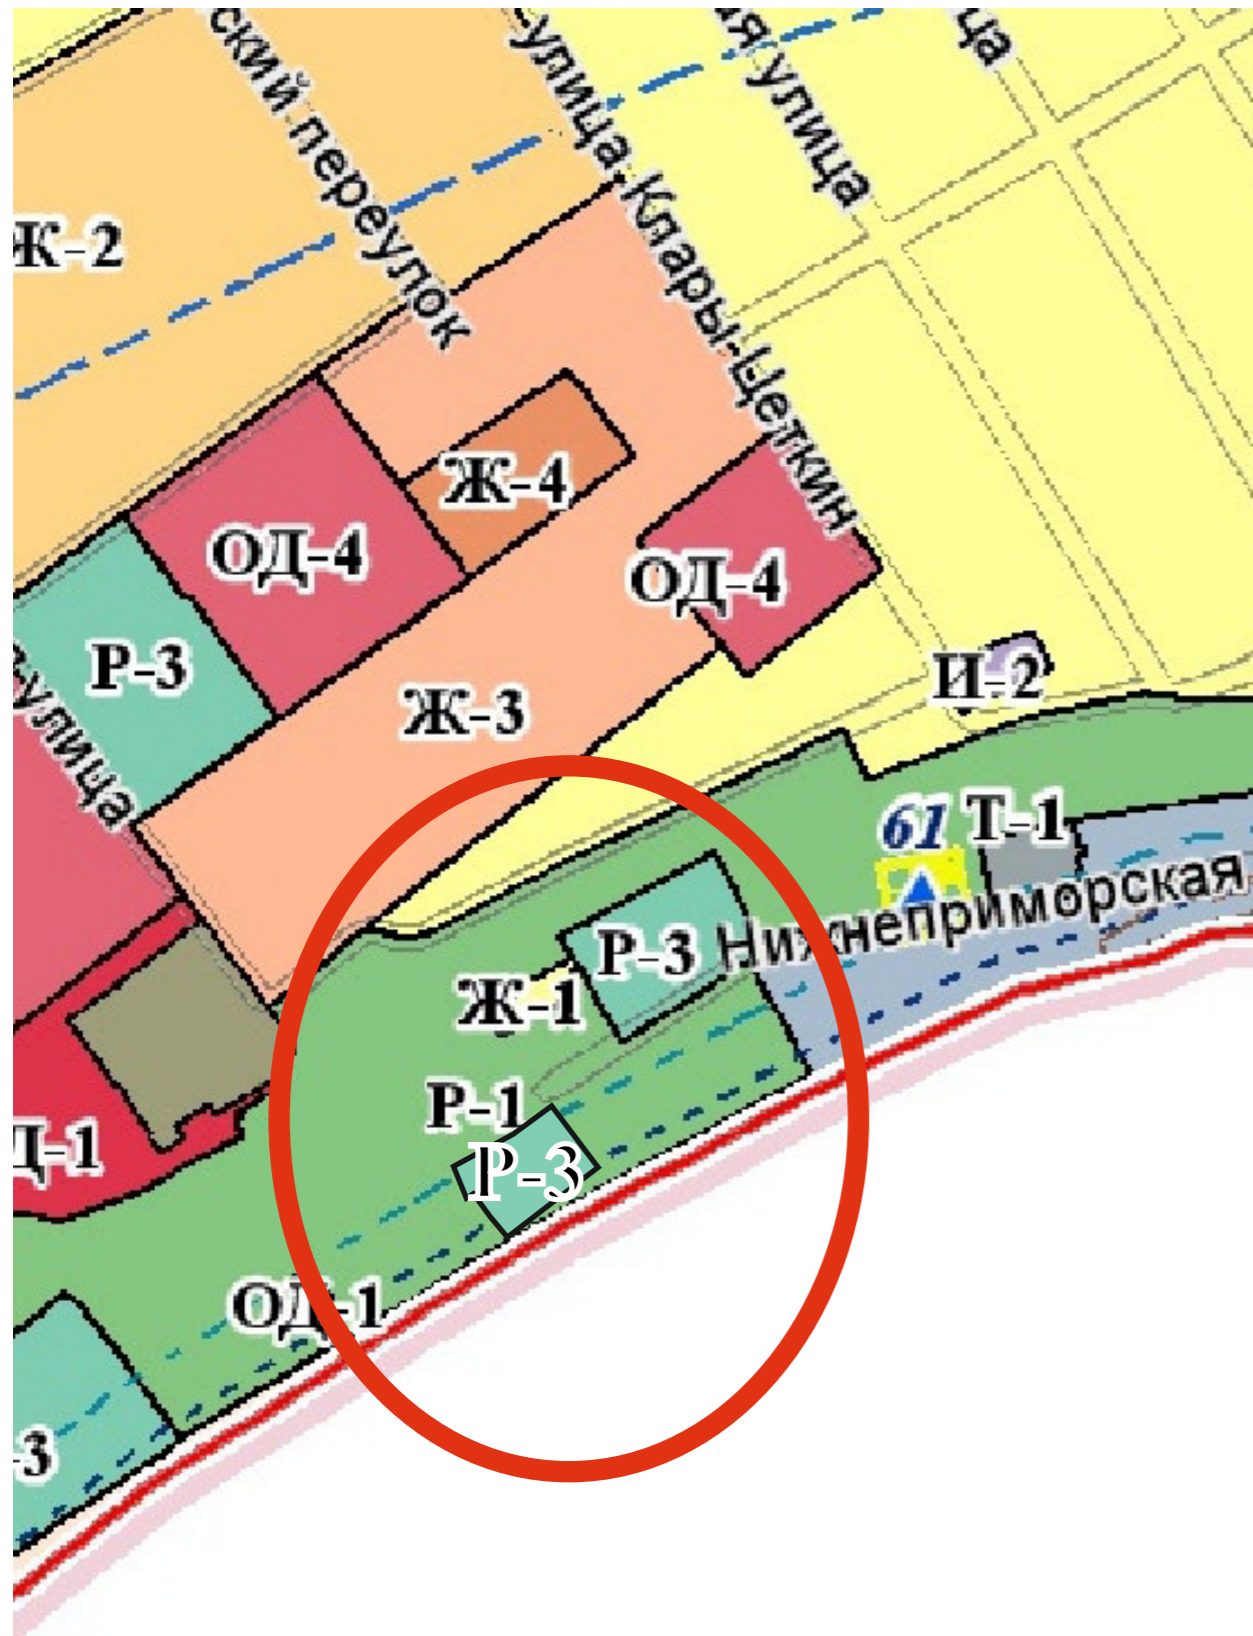 ский переулок
-улица Клары-Цеткин
ая улица
ца
Ж-2
Ж-4
ОД-4
ОД-4
Р-3
И-2
улица
Ж-3
61
Т-1
Нижнеприморская
Р-3
Ж-1
Р-1
Д-1
Р-3
ОД-1
-3